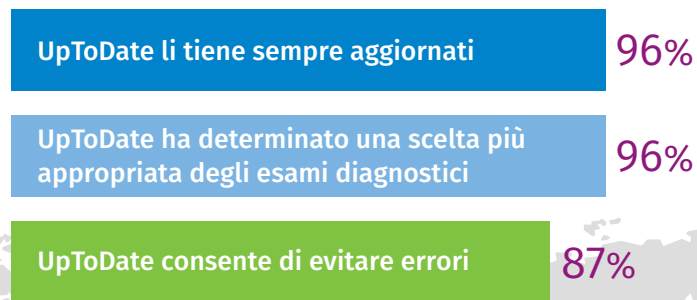 UpToDate li tiene sempre aggiornati
96%
UpToDate ha determinato una scelta più
appropriata degli esami diagnostici
96%
UpToDate consente di evitare errori
87%